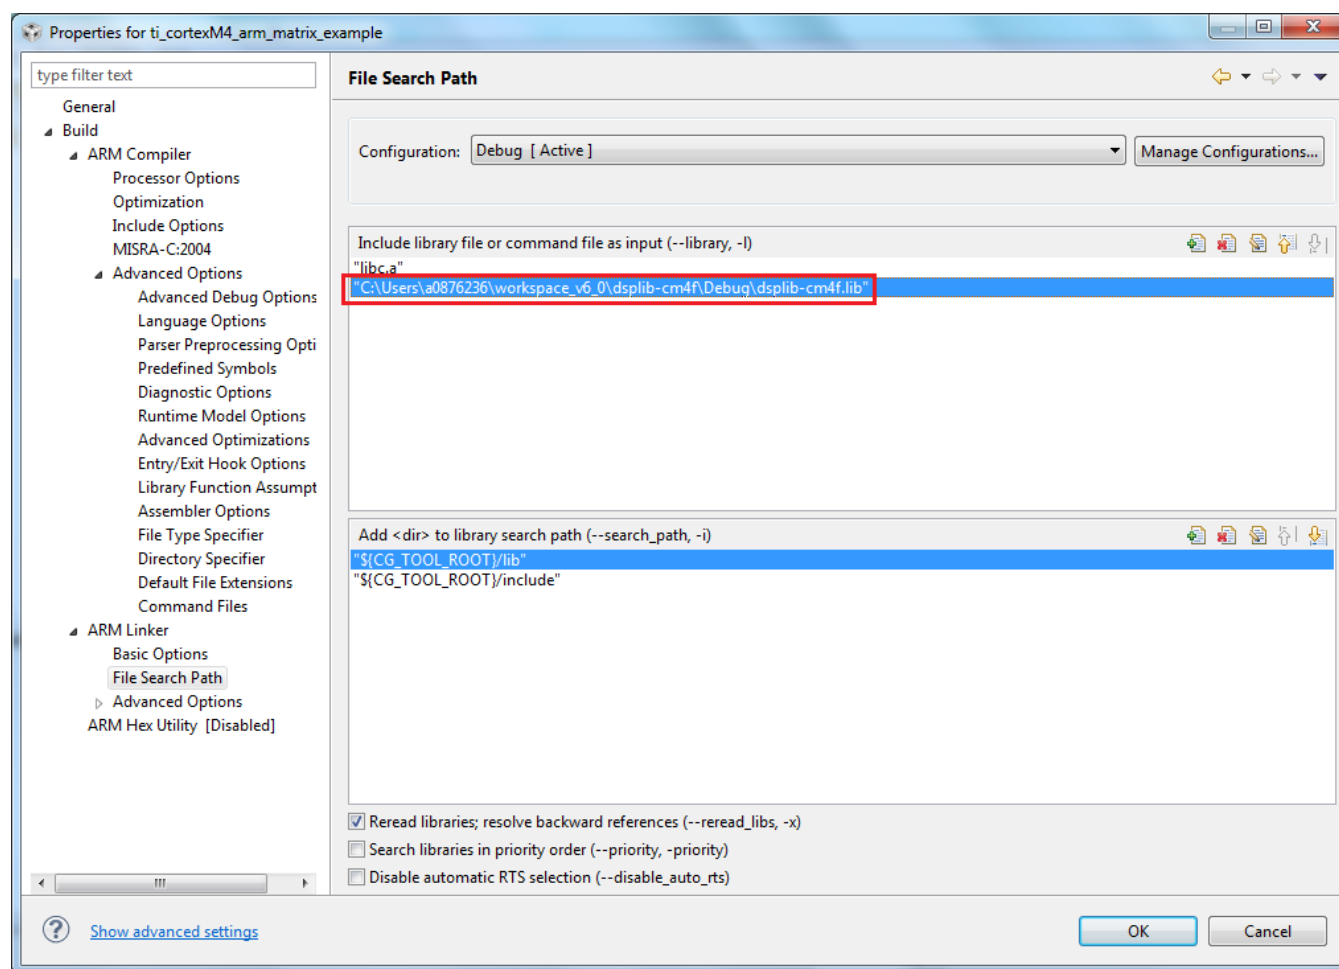 Properties for ti_cortexM4_arm_matrix_example
type filter text
General
Build
ARM Compiler
Processor Options
Optimization
Include Options
MISRA-C:2004
Advanced Options
Advanced Debug Options
Language Options
Parser Preprocessing Opti
Predefined Symbols
Diagnostic Options
Runtime Model Options
Advanced Optimizations
Entry/Exit Hook Options
Library Function Assumpt
Assembler Options
File Type Specifier
Directory Specifier
Default File Extensions
Command Files
ARM Linker
Basic Options
File Search Path
Advanced Options
ARM Hex Utility [Disabled]
File Search Path
Configuration: Debug [ Active ] Manage Configurations...
Include library file or command file as input (--library, -l)
"libc.a"
"C:\Users\a0876236\workspace_v6_0\dsplib-cm4f\Debug\dsplib-cm4f.lib"
Add <dir> to library search path (--search_path, -i)
"${CG_TOOL_ROOT}/lib"
"${CG_TOOL_ROOT}/include"
Reread libraries; resolve backward references (--reread_libs, -x)
Search libraries in priority order (--priority, -priority)
Disable automatic RTS selection (--disable_auto_rts)
Show advanced settings
OK Cancel